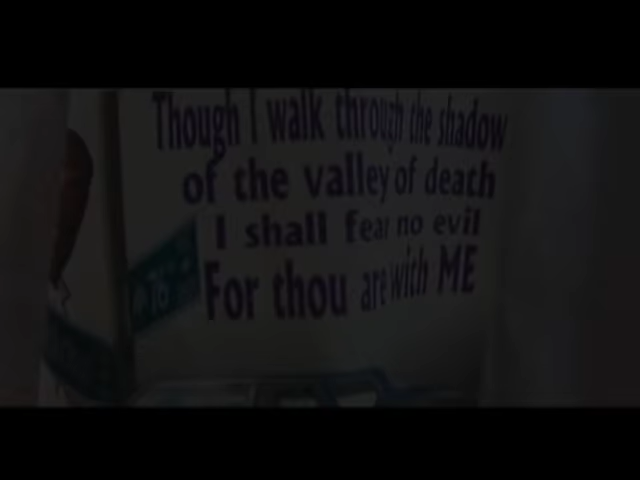 Though I walk through the shadow
of the valley of death
I shall fear no evil
For thou are with ME